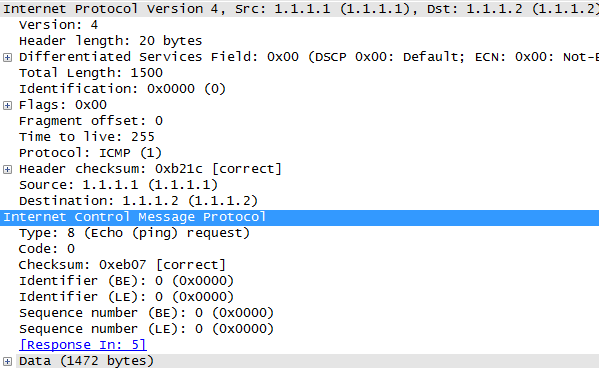 Internet Protocol Version 4, Src: 1.1.1.1 (1.1.1.1), Dst: 1.1.1.2 (1.1.1.2)
Version: 4
Header length: 20 bytes
Differentiated Services Field: 0x00 (DSCP 0x00: Default; ECN: 0x00: Not-E
Total Length: 1500
Identification: 0x0000 (0)
Flags: 0x00
Fragment offset: 0
Time to live: 255
Protocol: ICMP (1)
Header checksum: 0xb21c [correct]
Source: 1.1.1.1 (1.1.1.1)
Destination: 1.1.1.2 (1.1.1.2)
Internet Control Message Protocol
Type: 8 (Echo (ping) request)
Code: 0
Checksum: 0xeb07 [correct]
Identifier (BE): 0 (0x0000)
Identifier (LE): 0 (0x0000)
Sequence number (BE): 0 (0x0000)
Sequence number (LE): 0 (0x0000)
[Response In: 5]
Data (1472 bytes)